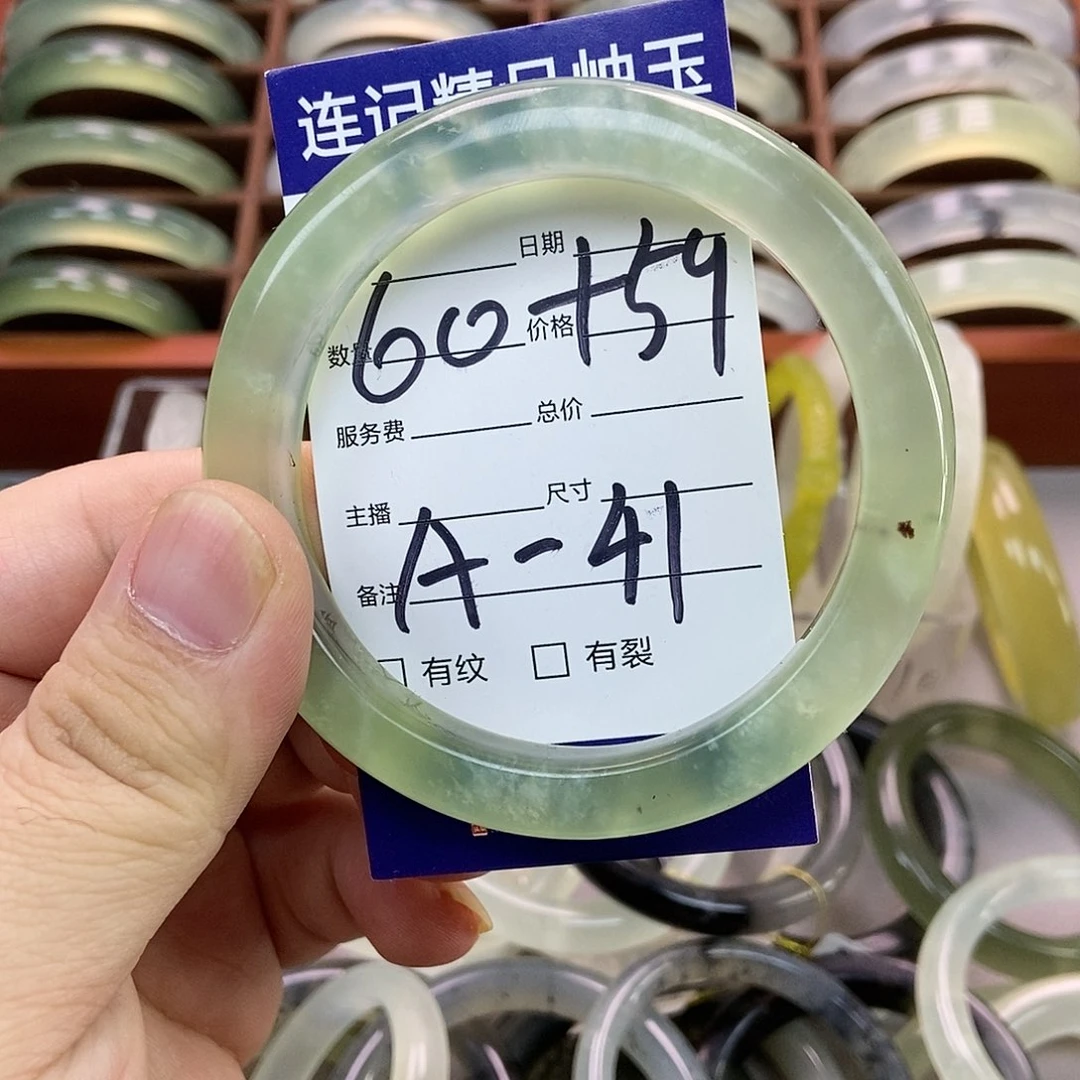 连记精品岫玉
日期
60-159
数量 价格
服务费 总价
主播 尺寸
A-41
备注
有纹 有裂